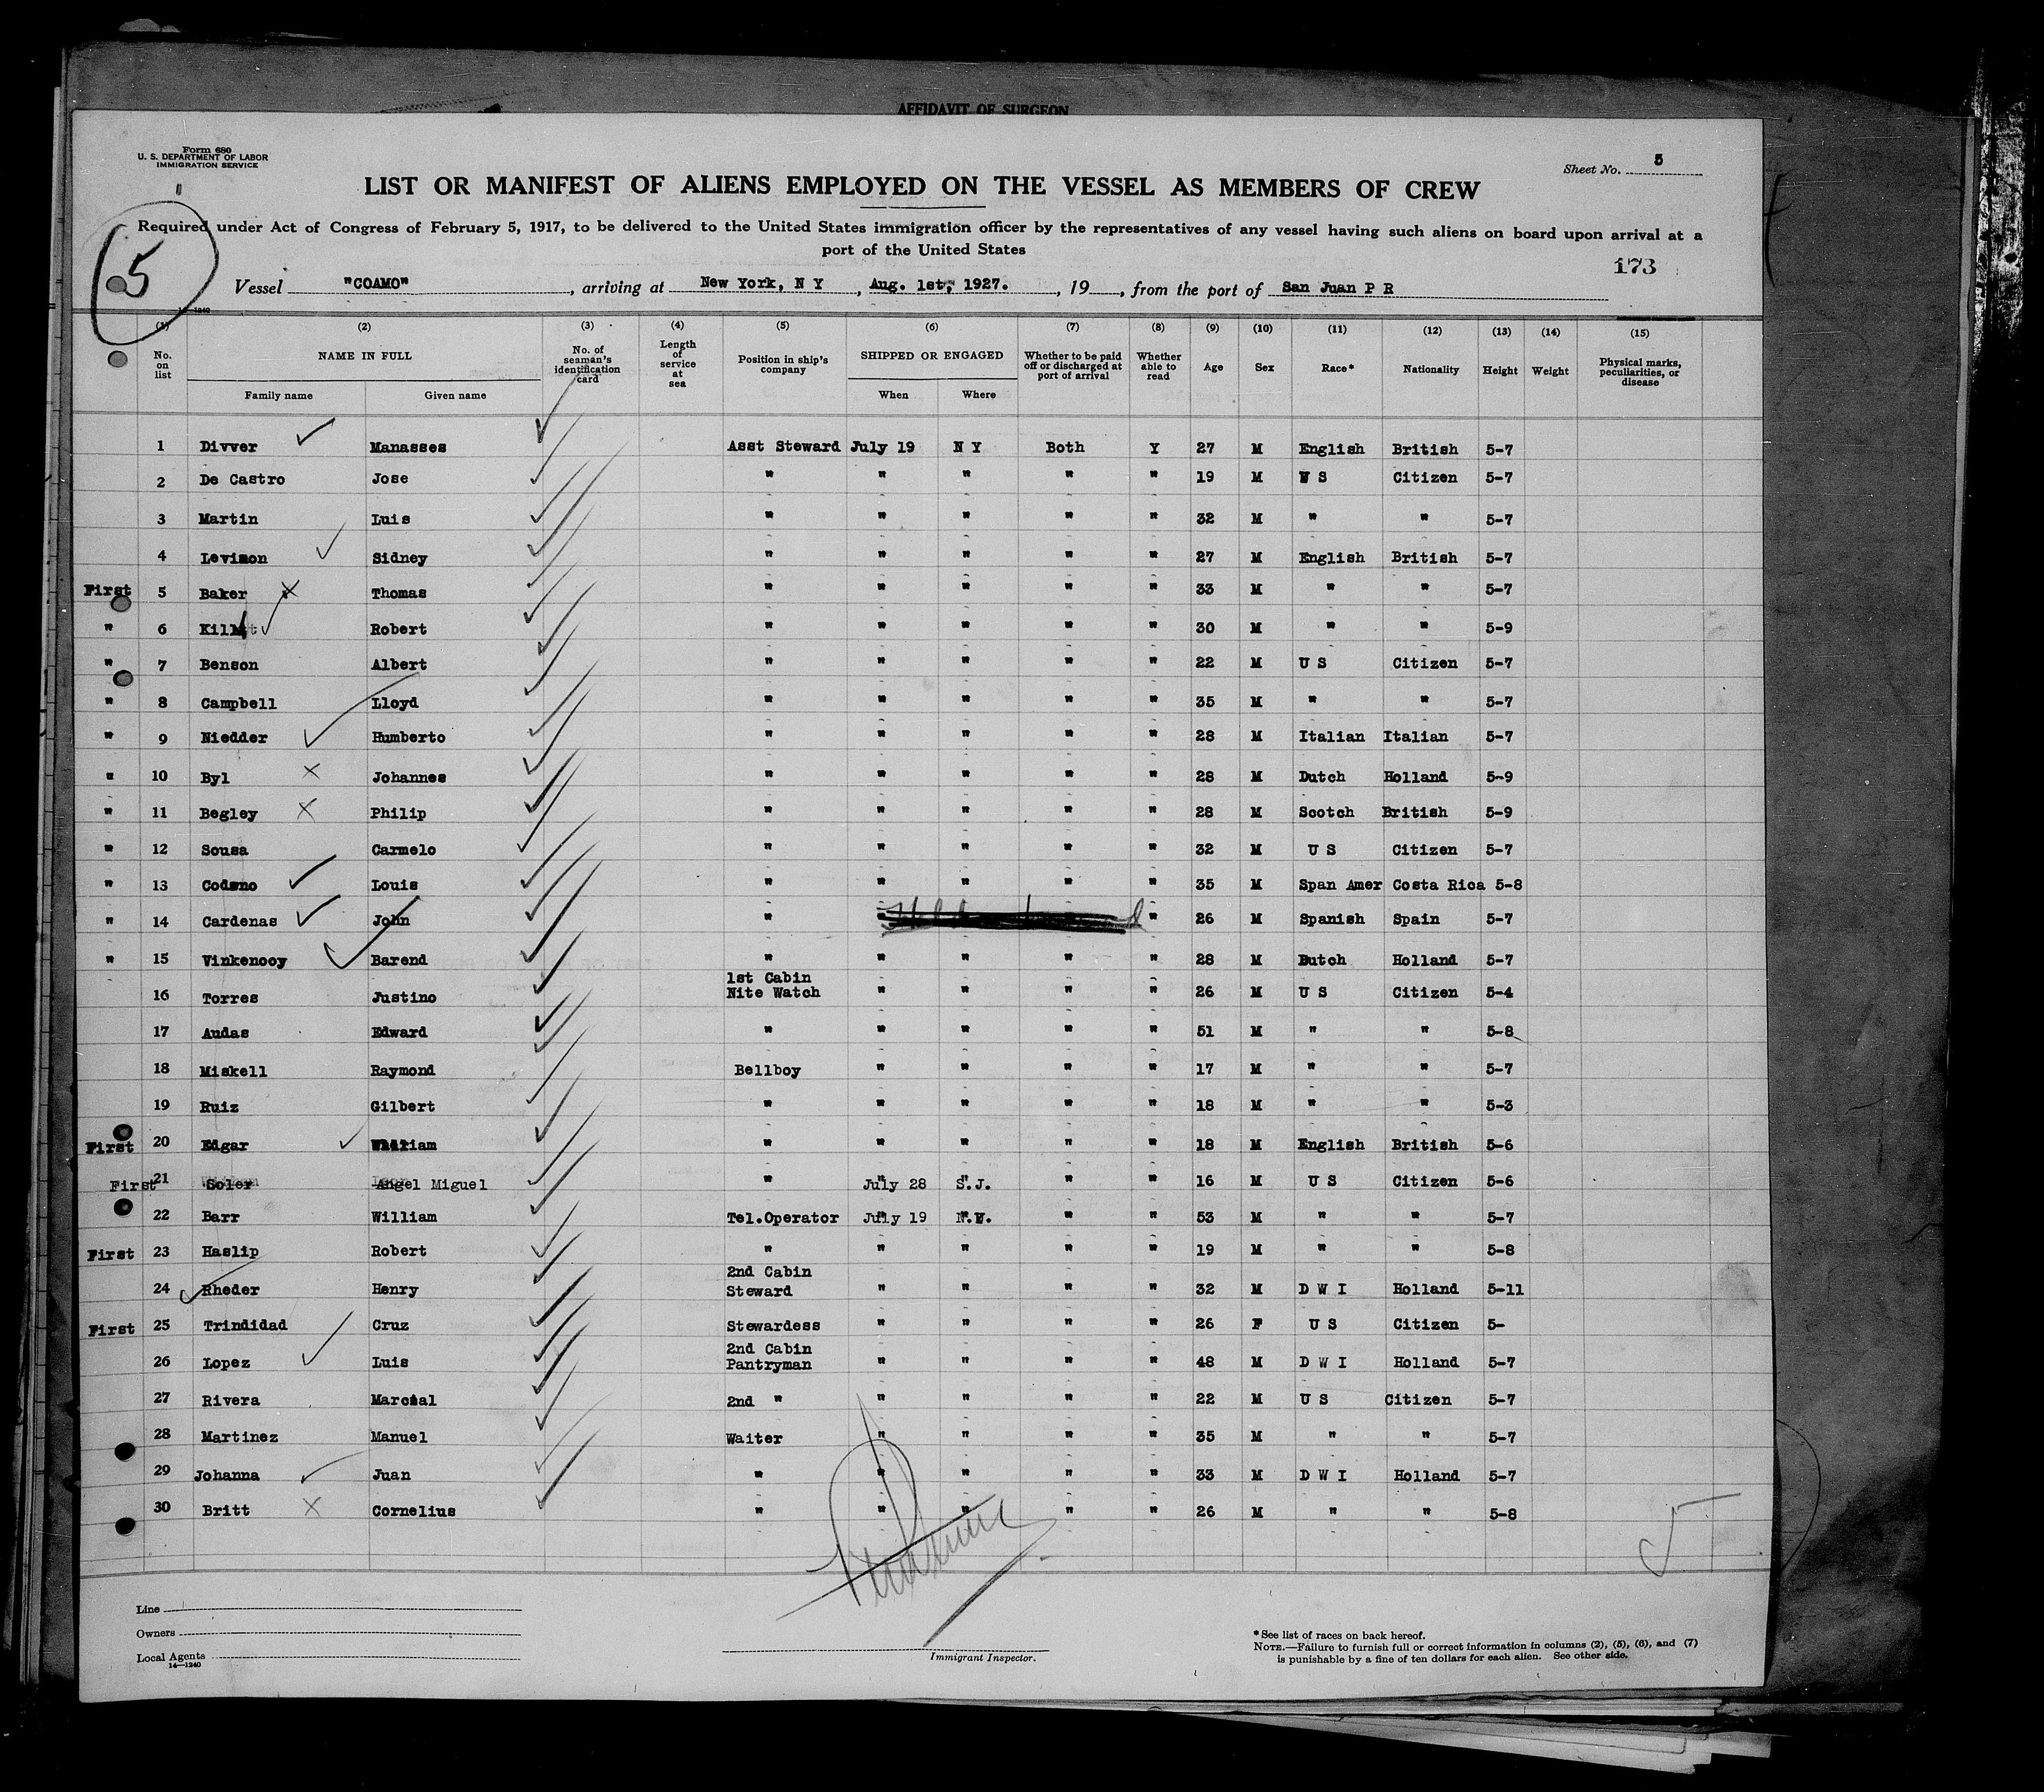 AFFIDAVIT OF SURGEON
Form 680
U. S. DEPARTMENT OF LABOR
IMMIGRATION SERVICE
Sheet No. 5
LIST OR MANIFEST OF ALIENS EMPLOYED ON THE VESSEL AS MEMBERS OF CREW
Required under Act of Congress of February 5, 1917, to be delivered to the United States immigration officer by the representatives of any vessel having such aliens on board upon arrival at a
port of the United States
173
5
Vessel "COAMO", arriving at New York, N Y, Aug. 1st, 1927., 19, from the port of San Juan P R
(1) (2) (3) (4) (5) (6) (7) (8) (9) (10) (11) (12) (13) (14) (15)
No. on list NAME IN FULL Family name Given name No. of seaman's identification card Length of service at sea Position in ship's company SHIPPED OR ENGAGED When Where Whether to be paid off or discharged at port of arrival Whether able to read Age Sex Race* Nationality Height Weight Physical marks, peculiarities, or disease
1 Divver Manasses Asst Steward July 19 N Y Both Y 27 M English British 5-7
2 De Castro Jose " " " " " 19 M U S Citizen 5-7
3 Martin Luis " " " " " 32 M " " 5-7
4 Levinon Sidney " " " " " 27 M English British 5-7
First 5 Baker Thomas " " " " " 33 M " " 5-7
" 6 Robert " " " " " 30 M " " 5-9
" 7 Benson Albert " " " " " 22 M U S Citizen 5-7
" 8 Campbell Lloyd " " " " " 35 M " " 5-7
" 9 Niedder Humberto " " " " " 28 M Italian Italian 5-7
" 10 Byl Johannes " " " " " 28 M Dutch Holland 5-9
" 11 Begley Philip " " " " " 28 M Scotch British 5-9
" 12 Sousa Carmelo " " " " " 32 M U S Citizen 5-7
" 13 Louis " " " " " 35 M Span Amer Costa Rica 5-8
" 14 Cardenas John " " 26 M Spanish Spain 5-7
" 15 Vinkenooy Barend " " " " " 28 M Dutch Holland 5-7
16 Torres Justino 1st Cabin Nite Watch " " " " 26 M U S Citizen 5-4
17 Audas Edward " " " " " 51 M " " 5-8
18 Miskell Raymond Bellboy " " " " 17 M " " 5-7
19 Ruiz Gilbert " " " " " 18 M " " 5-3
First 20 Edgar William " " " " " 18 M English British 5-6
First 21 Soler Angel Miguel " July 28 S.J. " " 16 M U S Citizen 5-6
22 Barr William Tel.Operator July 19 N.Y. " " 53 M " " 5-7
First 23 Haslip Robert " " " " " 19 M " " 5-8
24 Rheder Henry 2nd Cabin Steward " " " " 32 M D W I Holland 5-11
First 25 Trindidad Cruz Stewardess " " " " 26 F U S Citizen 5-
26 Lopez Luis 2nd Cabin Pantryman " " " " 48 M D W I Holland 5-7
27 Rivera Marcial 2nd " " " " " 22 M U S Citizen 5-7
28 Martinez Manuel Waiter " " " " 35 M " " 5-7
29 Johanna Juan " " " " " 33 M D W I Holland 5-7
30 Britt Cornelius " " " " " 26 M " " 5-8
Line
Owners
Local Agents
14—1240
Immigrant Inspector.
*See list of races on back hereof.
NOTE.—Failure to furnish full or correct information in columns (2), (5), (6), and (7)
is punishable by a fine of ten dollars for each alien. See other side.